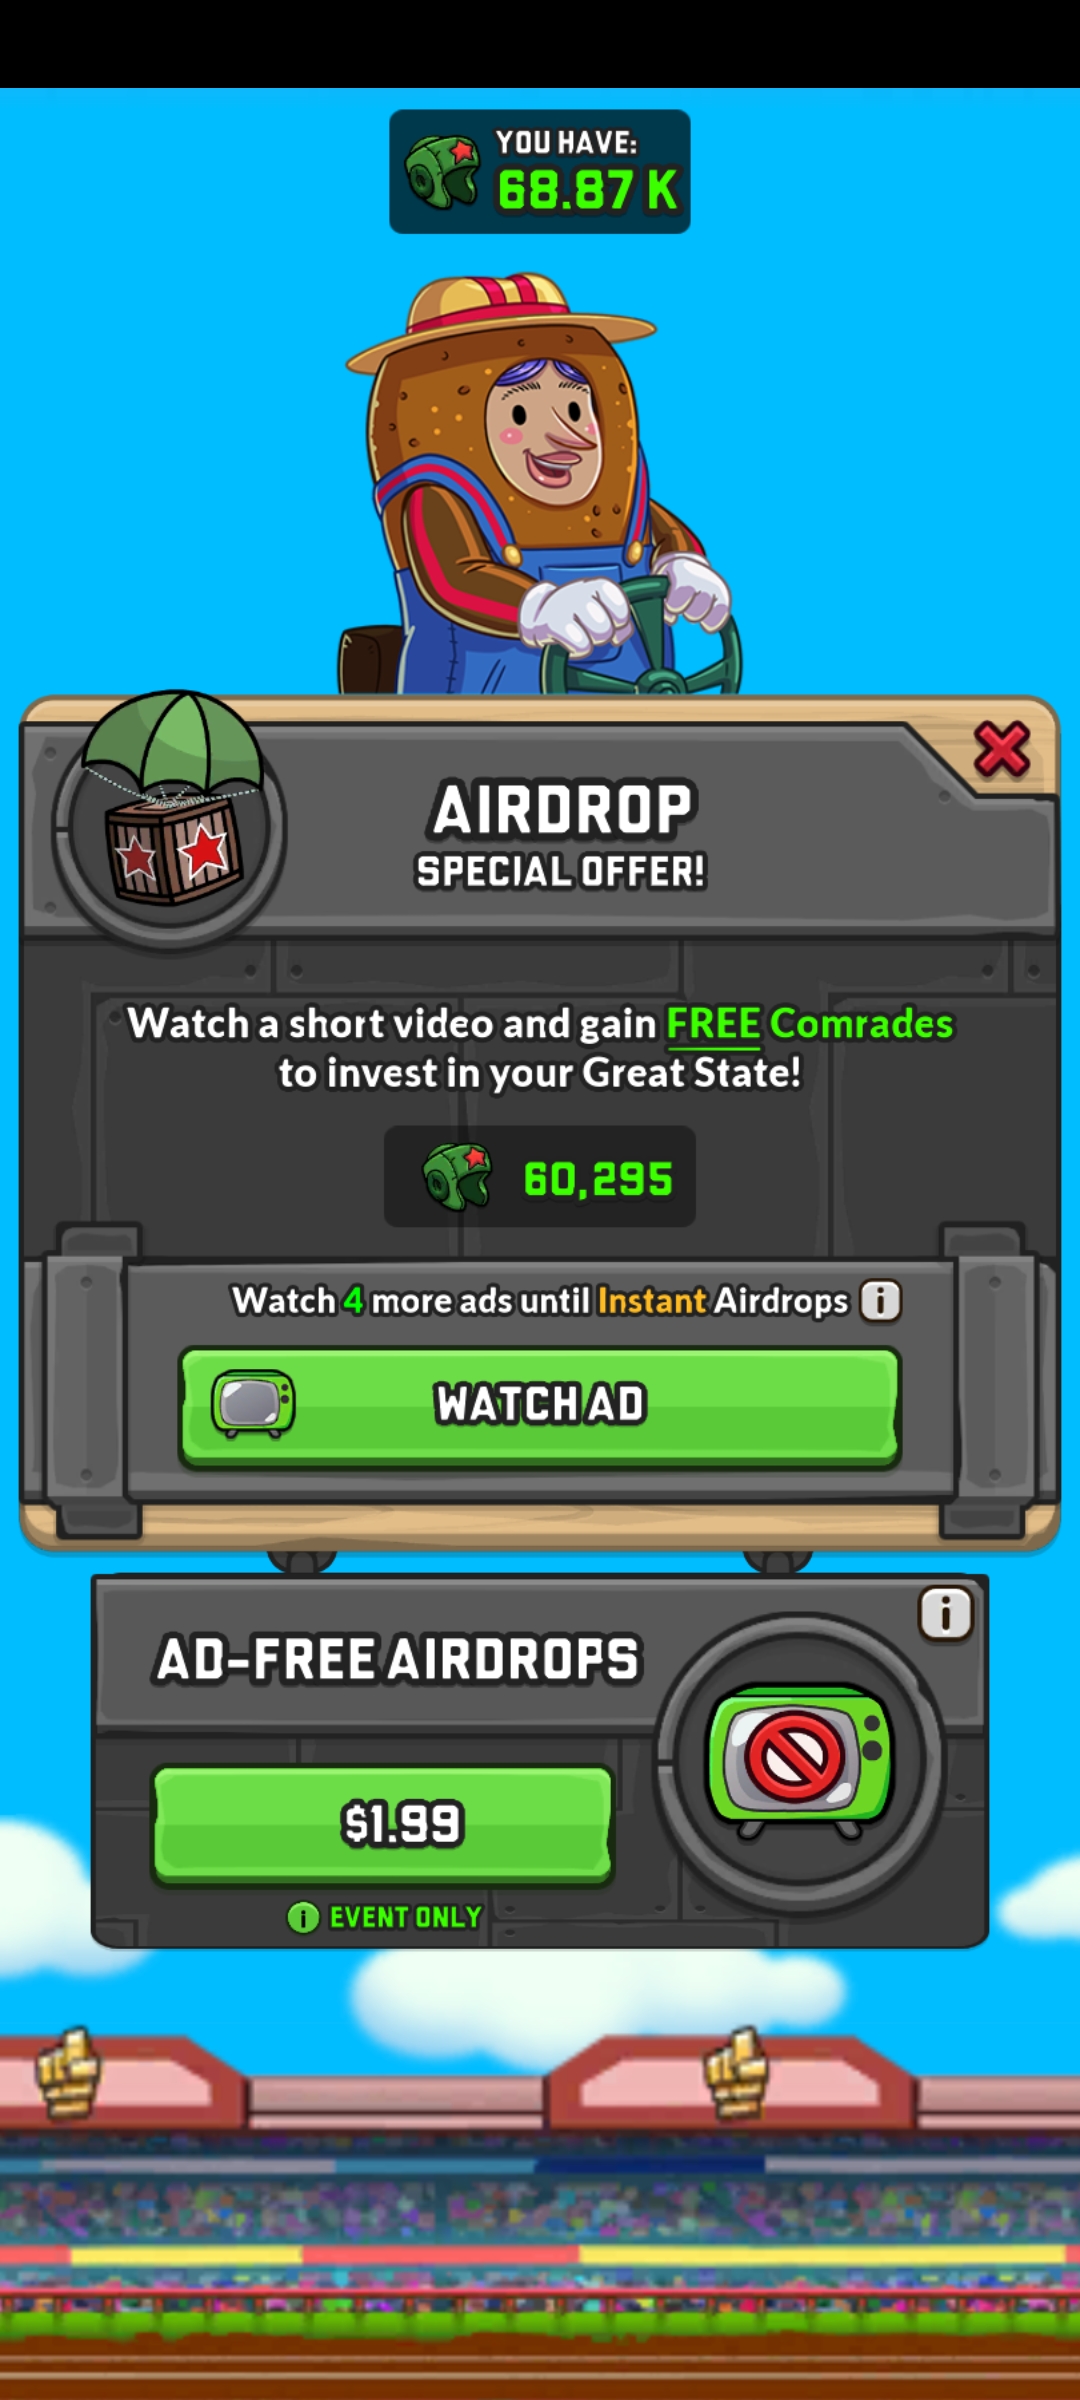 YOU HAVE:
68.87 K
AIRDROP
SPECIAL OFFER!
Watch a short video and gain FREE Comrades
to invest in your Great State!
60,295
Watch 4 more ads until Instant Airdrops i
WATCH AD
i
AD-FREE AIRDROPS
$1.99
i EVENT ONLY